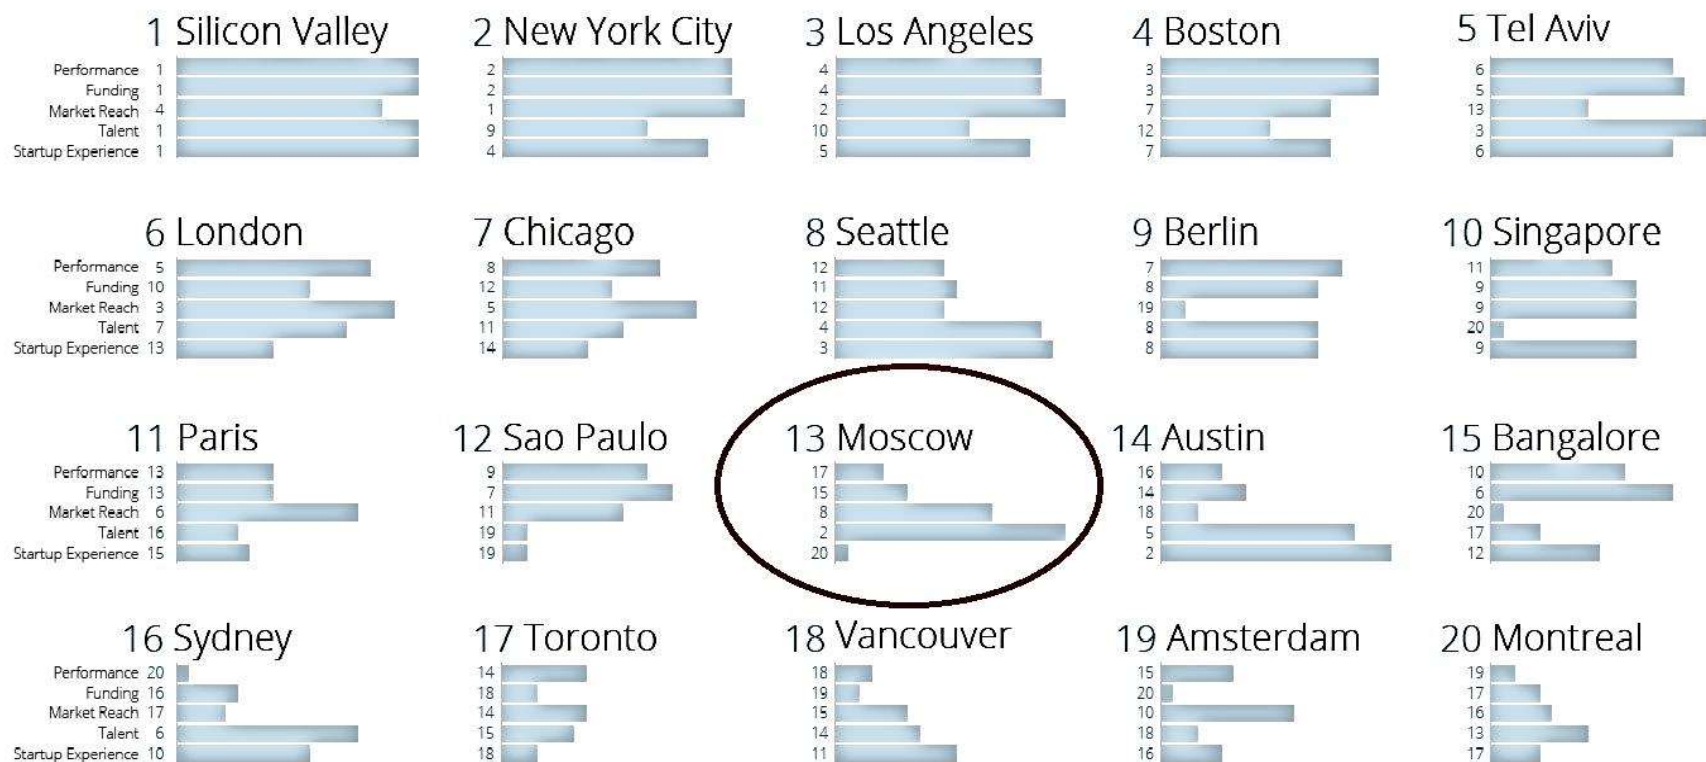 1 Silicon Valley 2 New York City 3 Los Angeles 4 Boston 5 Tel Aviv
Performance 1 2 4 3 6
Funding 1 2 4 3 5
Market Reach 4 1 2 7 13
Talent 1 9 10 12 3
Startup Experience 1 4 5 7 6
6 London 7 Chicago 8 Seattle 9 Berlin 10 Singapore
Performance 5 8 12 7 11
Funding 10 12 11 8 9
Market Reach 3 5 12 19 9
Talent 7 11 4 8 20
Startup Experience 13 14 3 8 9
11 Paris 12 Sao Paulo 13 Moscow 14 Austin 15 Bangalore
Performance 13 9 17 16 10
Funding 13 7 15 14 6
Market Reach 6 11 8 18 20
Talent 16 19 2 5 17
Startup Experience 15 19 20 2 12
16 Sydney 17 Toronto 18 Vancouver 19 Amsterdam 20 Montreal
Performance 20 14 18 15 19
Funding 16 18 19 20 17
Market Reach 17 14 15 10 16
Talent 6 15 14 18 13
Startup Experience 10 18 11 16 17